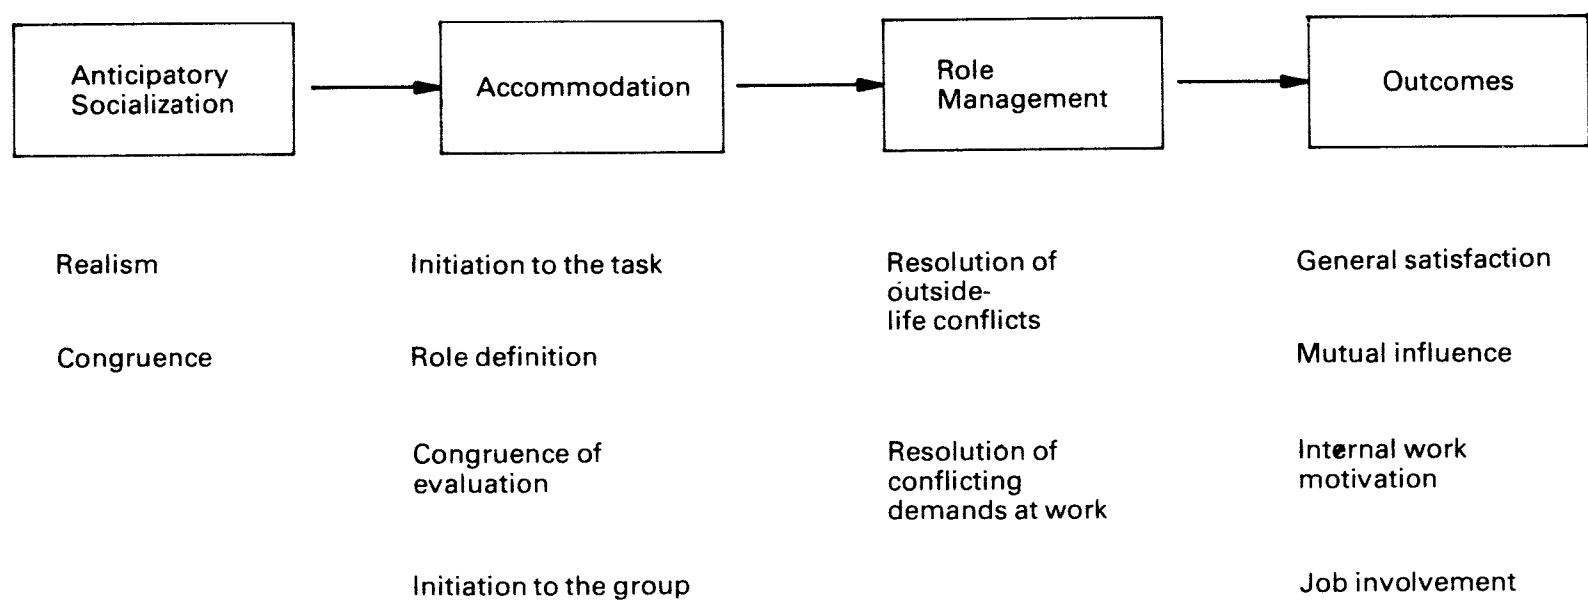 Anticipatory
Socialization
Accommodation
Role
Management
Outcomes
Realism
Congruence
Initiation to the task
Role definition
Congruence of
evaluation
Initiation to the group
Resolution of
outside-
life conflicts
Resolution of
conflicting
demands at work
General satisfaction
Mutual influence
Internal work
motivation
Job involvement